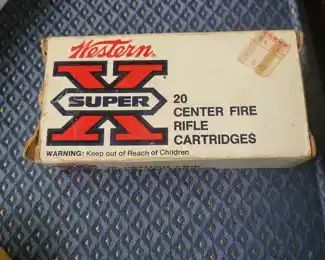 Western
X
SUPER
20
CENTER FIRE
RIFLE
CARTRIDGES
WARNING: Keep out of Reach of Children